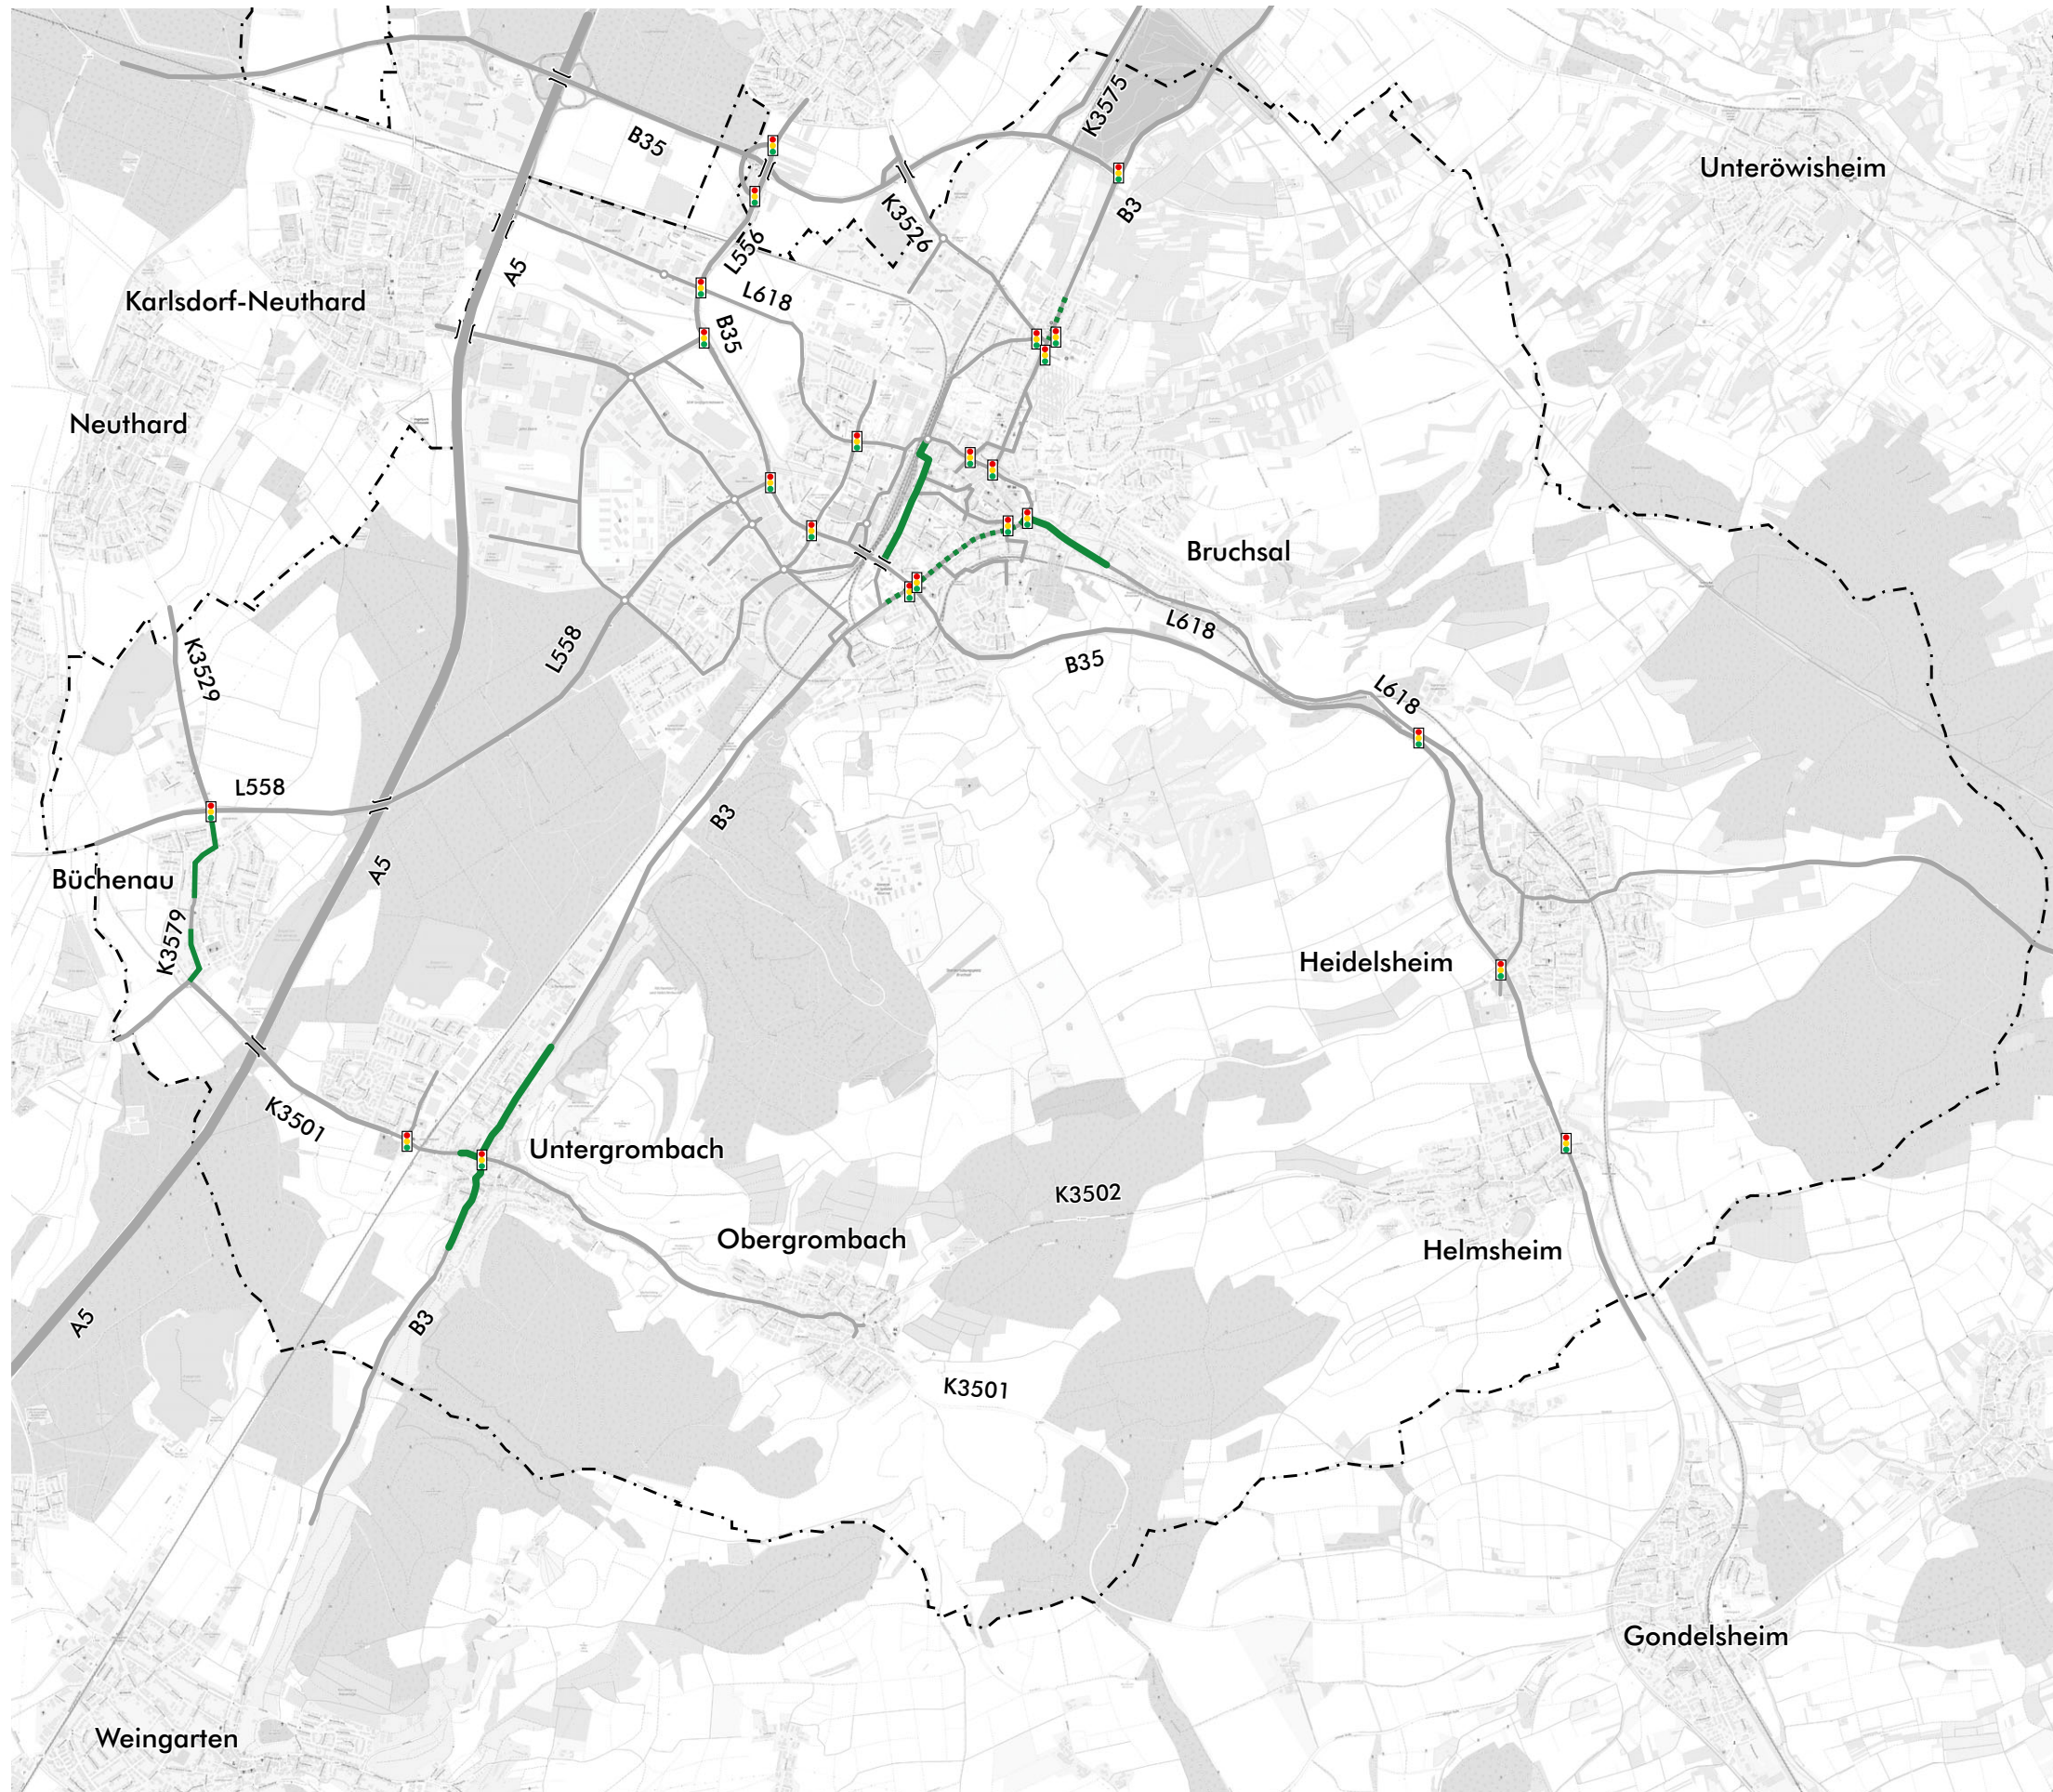 K3575
B35
Unteröwisheim
B3
K3526
L556
A5
L618
Karlsdorf-Neuthard
B35
Neuthard
Bruchsal
L618
L558
B35
K3529
L618
L558
B3
A5
Büchenau
K3579
Heidelsheim
K3501
Untergrombach
K3502
Obergrombach
Helmsheim
A5
B3
K3501
Gondelsheim
Weingarten